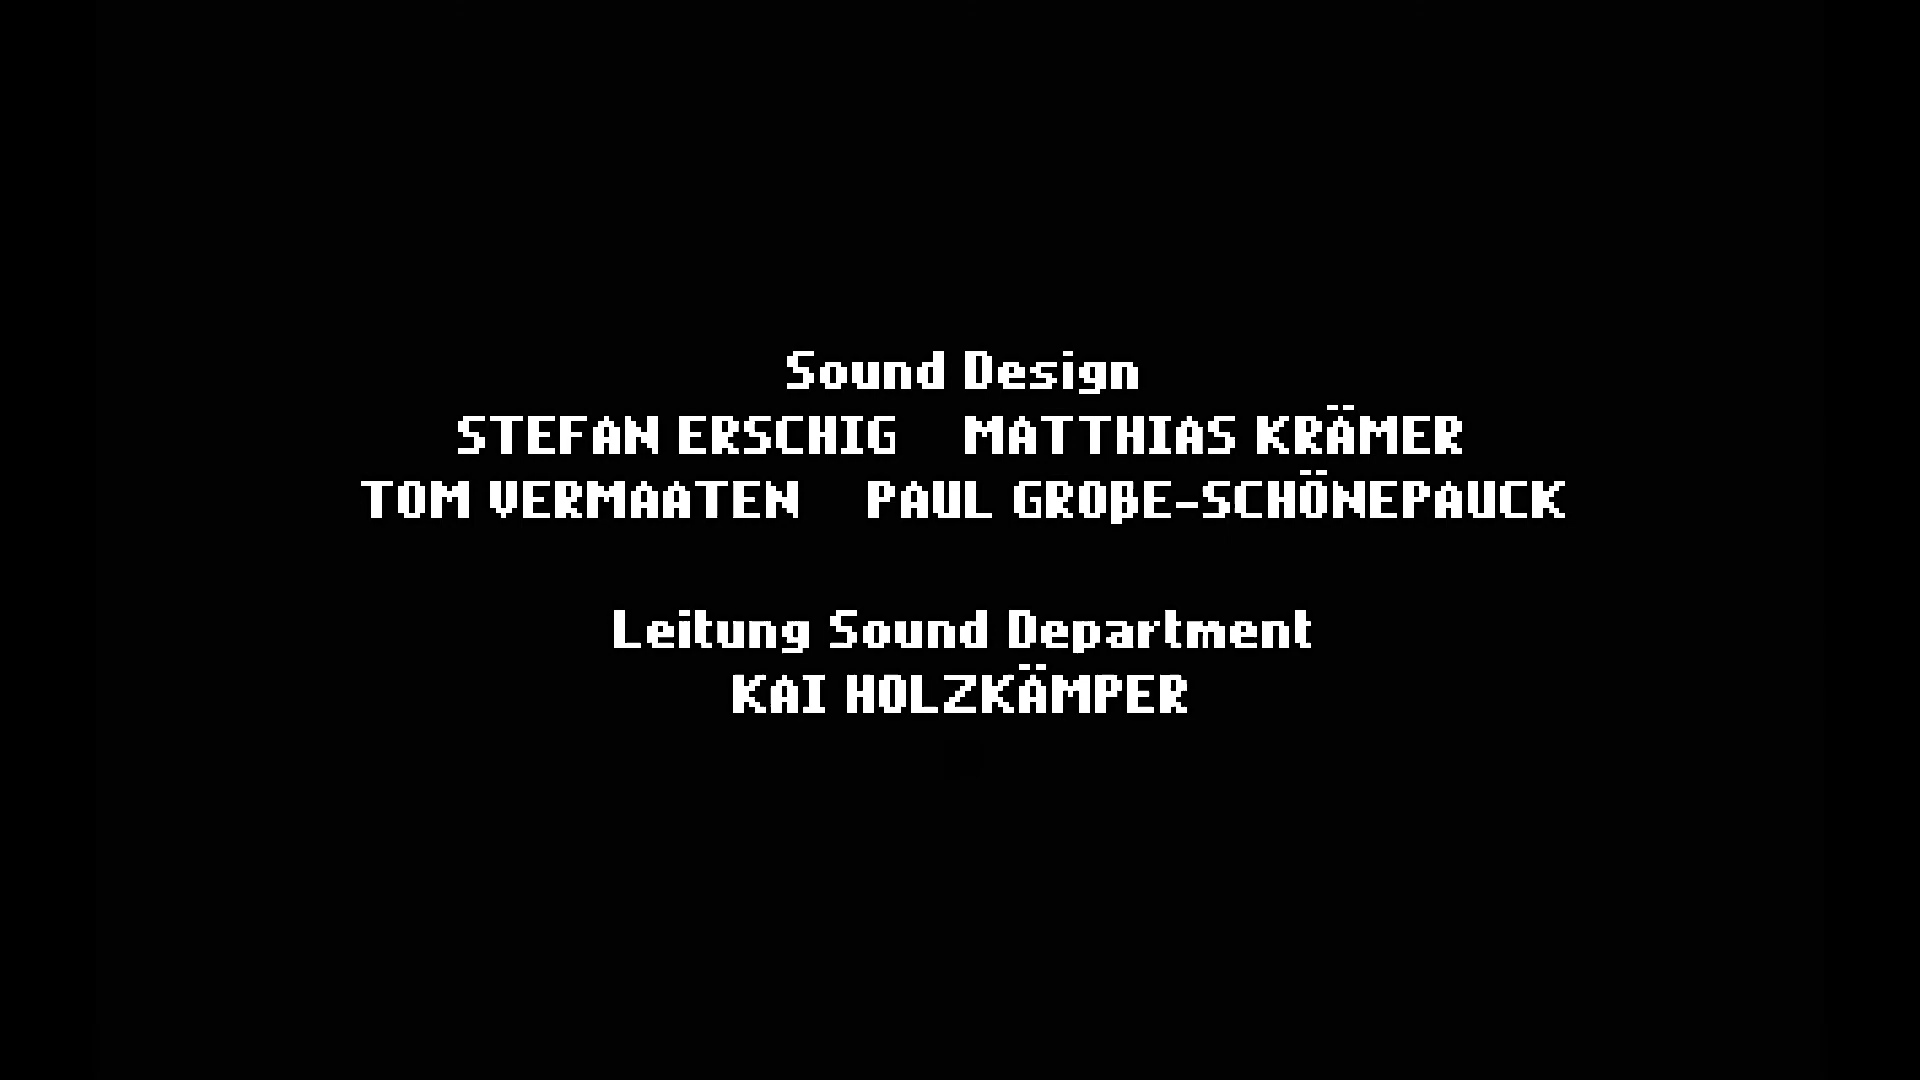 Sound Design
STEFAN ERSCHIG MATTHIAS KRÄMER
TOM VERMAATEN PAUL GROßE-SCHÖNEPAUCK
Leitung Sound Department
KAI HOLZKÄMPER